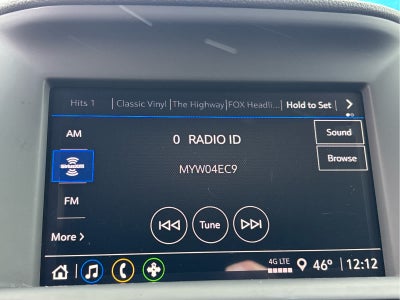 Hits 1 | Classic Vinyl | The Highway | FOX Headli... | Hold to Set
AM
0 RADIO ID
Sound
SiriusXM
MYW04EC9
Browse
FM
More >
Tune
4G LTE
46° 12:12